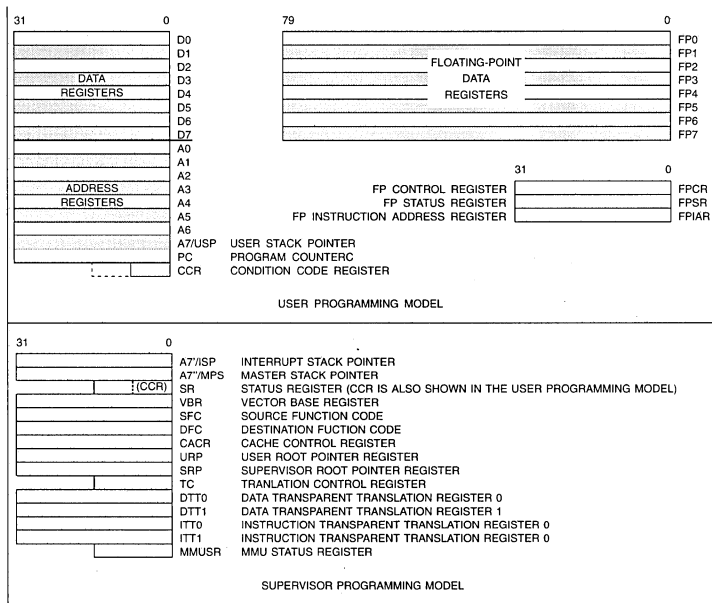 31 0
D0
D1
D2
DATA D3
REGISTERS D4
D5
D6
D7
A0
A1
A2
ADDRESS A3
REGISTERS A4
A5
A6
A7/USP USER STACK POINTER
PC PROGRAM COUNTERC
CCR CONDITION CODE REGISTER
79 0
FP0
FP1
FLOATING-POINT FP2
DATA FP3
REGISTERS FP4
FP5
FP6
FP7
31 0
FP CONTROL REGISTER FPCR
FP STATUS REGISTER FPSR
FP INSTRUCTION ADDRESS REGISTER FPIAR
USER PROGRAMMING MODEL
31 0
A7'/ISP INTERRUPT STACK POINTER
A7"/MPS MASTER STACK POINTER
(CCR) SR STATUS REGISTER (CCR IS ALSO SHOWN IN THE USER PROGRAMMING MODEL)
VBR VECTOR BASE REGISTER
SFC SOURCE FUNCTION CODE
DFC DESTINATION FUCTION CODE
CACR CACHE CONTROL REGISTER
URP USER ROOT POINTER REGISTER
SRP SUPERVISOR ROOT POINTER REGISTER
TC TRANLATION CONTROL REGISTER
DTT0 DATA TRANSPARENT TRANSLATION REGISTER 0
DTT1 DATA TRANSPARENT TRANSLATION REGISTER 1
ITT0 INSTRUCTION TRANSPARENT TRANSLATION REGISTER 0
ITT1 INSTRUCTION TRANSPARENT TRANSLATION REGISTER 0
MMUSR MMU STATUS REGISTER
SUPERVISOR PROGRAMMING MODEL